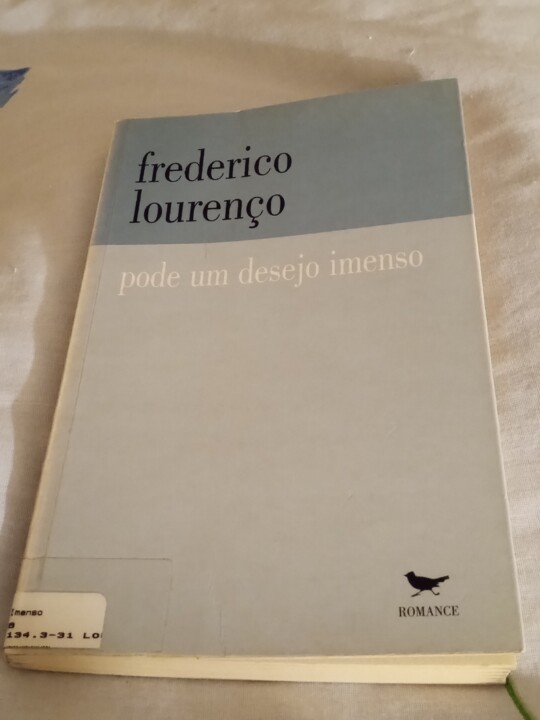 frederico
lourenço
pode um desejo imenso
ROMANCE
Imenso
134.3-31 LO